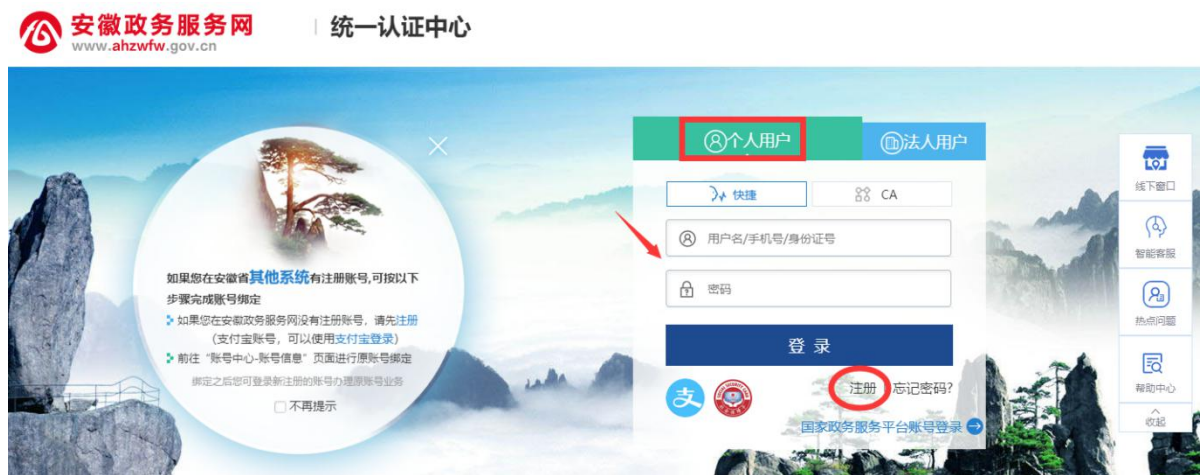 安徽政务服务网
www.ahzwfw.gov.cn
统一认证中心
如果您在安徽省其他系统有注册账号,可按以下
步骤完成账号绑定
如果您在安徽政务服务网没有注册账号，请先注册
(支付宝账号，可以使用支付宝登录)
前往“账号中心-账号信息”页面进行原账号绑定
绑定之后您可登录新注册的账号办理原账号业务
不再提示
个人用户
法人用户
快捷
CA
用户名/手机号/身份证号
密码
登 录
支
注册
忘记密码?
国家政务服务平台账号登录
线下窗口
智能客服
热点问题
帮助中心
收起